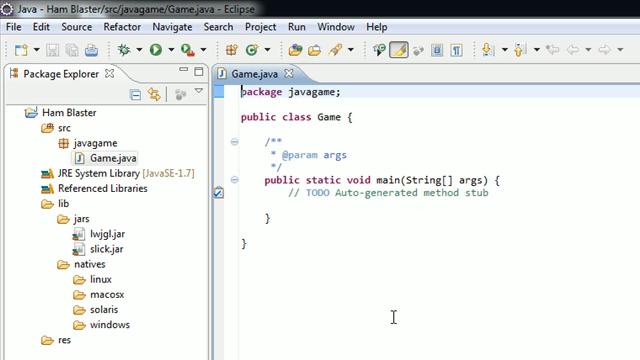 Java - Ham Blaster/src/javagame/Game.java - Eclipse
File Edit Source Refactor Navigate Search Project Run Window Help
Package Explorer
Game.java
Ham Blaster
src
javagame
Game.java
JRE System Library [JavaSE-1.7]
Referenced Libraries
lib
jars
lwjgl.jar
slick.jar
natives
linux
macosx
solaris
windows
res
package javagame;
public class Game {
/**
* @param args
*/
public static void main(String[] args) {
// TODO Auto-generated method stub
}
}